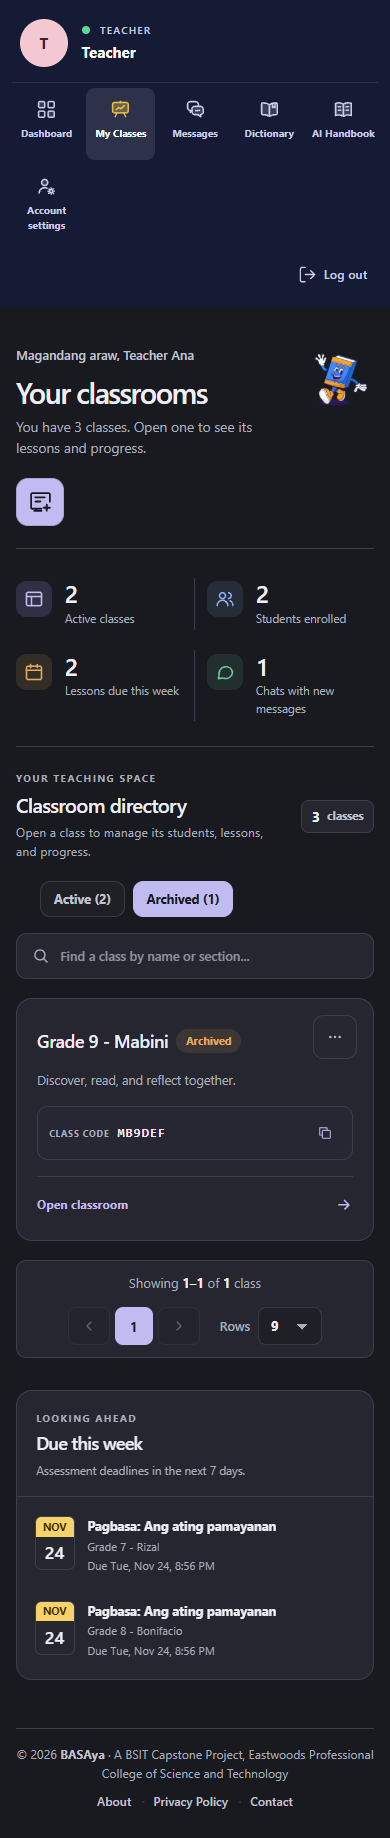 T
TEACHER
Teacher
Dashboard
My Classes
Messages
Dictionary
AI Handbook
Account
settings
Log out
Magandang araw, Teacher Ana
Your classrooms
You have 3 classes. Open one to see its
lessons and progress.
2
Active classes
2
Students enrolled
2
Lessons due this week
1
Chats with new
messages
YOUR TEACHING SPACE
Classroom directory
Open a class to manage its students, lessons,
and progress.
3 classes
Active (2)
Archived (1)
Find a class by name or section...
Grade 9 - Mabini
Archived
Discover, read, and reflect together.
CLASS CODE MB9DEF
Open classroom
Showing 1–1 of 1 class
1
Rows
9
LOOKING AHEAD
Due this week
Assessment deadlines in the next 7 days.
NOV
24
Pagbasa: Ang ating pamayanan
Grade 7 - Rizal
Due Tue, Nov 24, 8:56 PM
NOV
24
Pagbasa: Ang ating pamayanan
Grade 8 - Bonifacio
Due Tue, Nov 24, 8:56 PM
© 2026 BASAya · A BSIT Capstone Project, Eastwoods Professional
College of Science and Technology
About · Privacy Policy · Contact